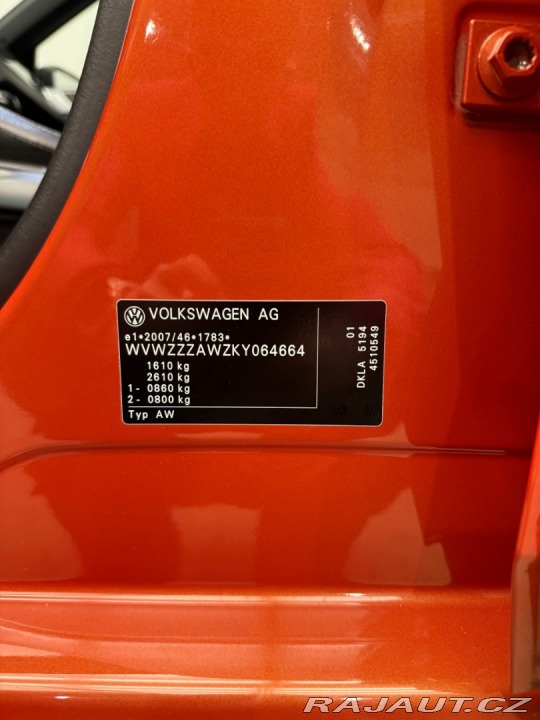 VOLKSWAGEN AG
e1*2007/46*1783*
WVWZZZAWZKY064664
1610 kg
2610 kg
1- 0860 kg
2- 0800 kg
Typ AW
01
DKLA 5194
4510549
RAJAUT.CZ